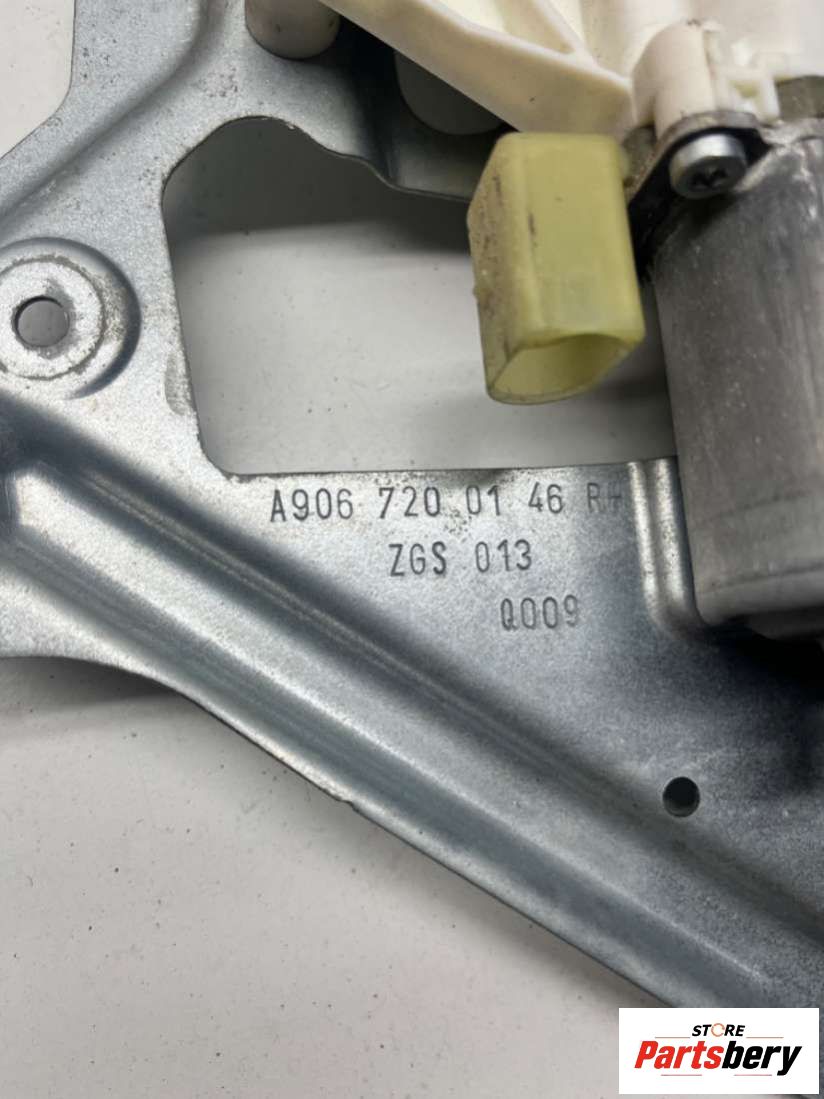 A906 720 01 46 RH
ZGS 013
Q009
STORE
Partsbery